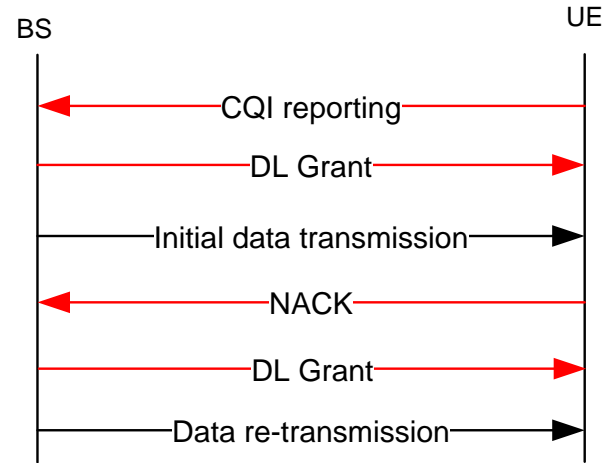 BS
UE
CQI reporting
DL Grant
Initial data transmission
NACK
DL Grant
Data re-transmission